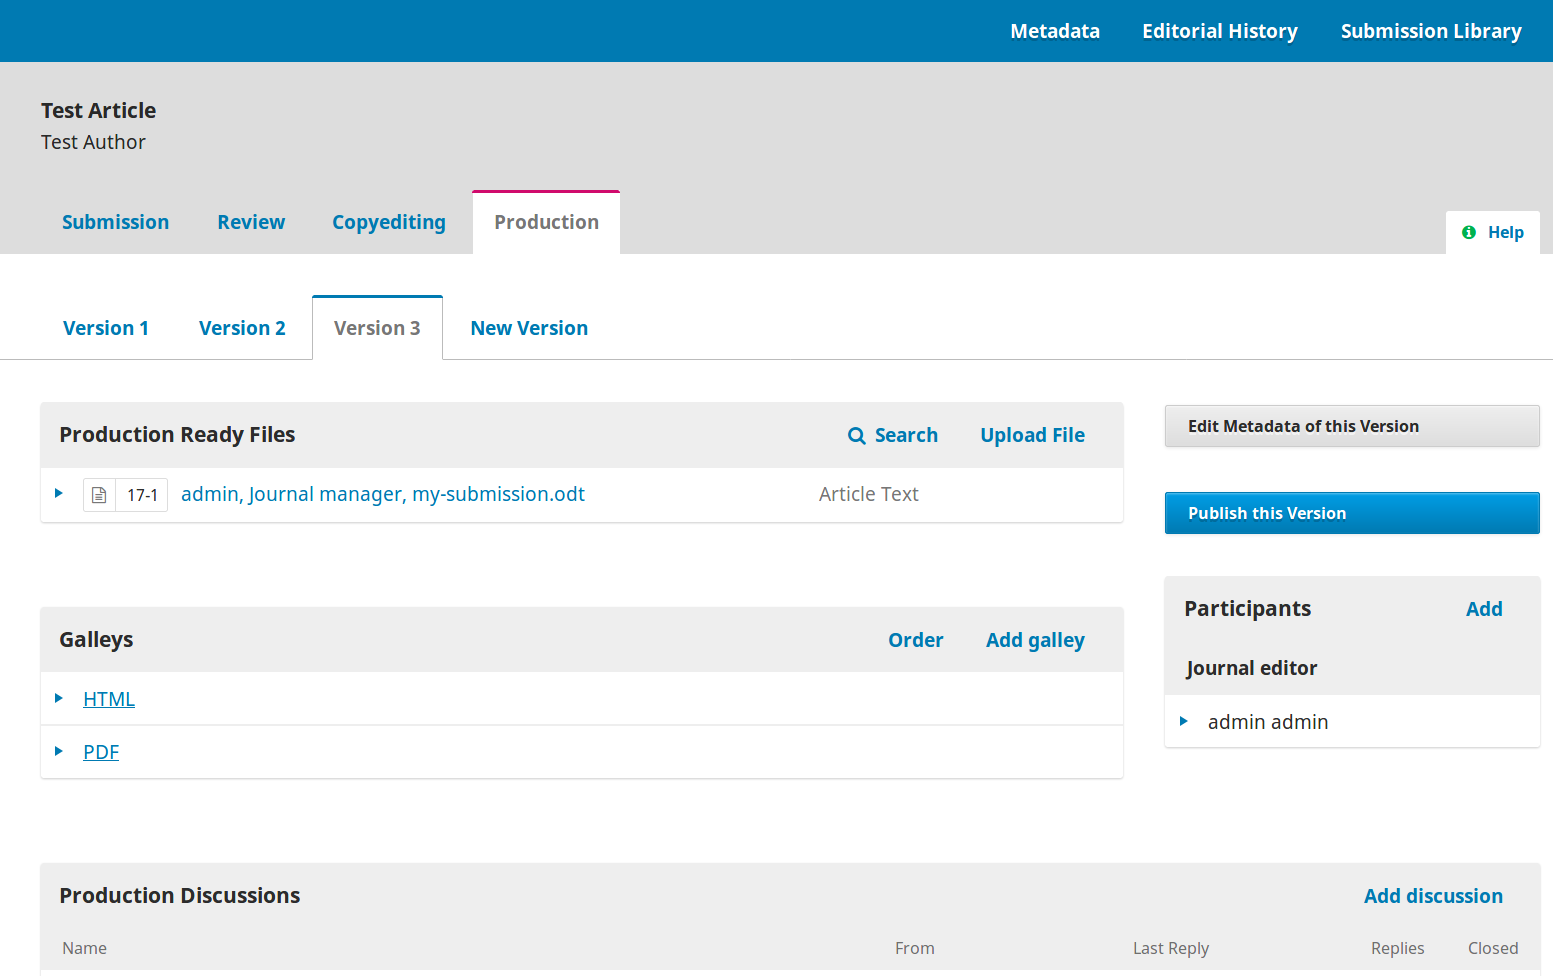 Metadata Editorial History Submission Library
Test Article
Test Author
Submission Review Copyediting Production
Help
Version 1 Version 2 Version 3 New Version
Production Ready Files Search Upload File
17-1 admin, Journal manager, my-submission.odt Article Text
Edit Metadata of this Version
Publish this Version
Galleys Order Add galley
HTML
PDF
Participants Add
Journal editor
admin admin
Production Discussions Add discussion
Name From Last Reply Replies Closed